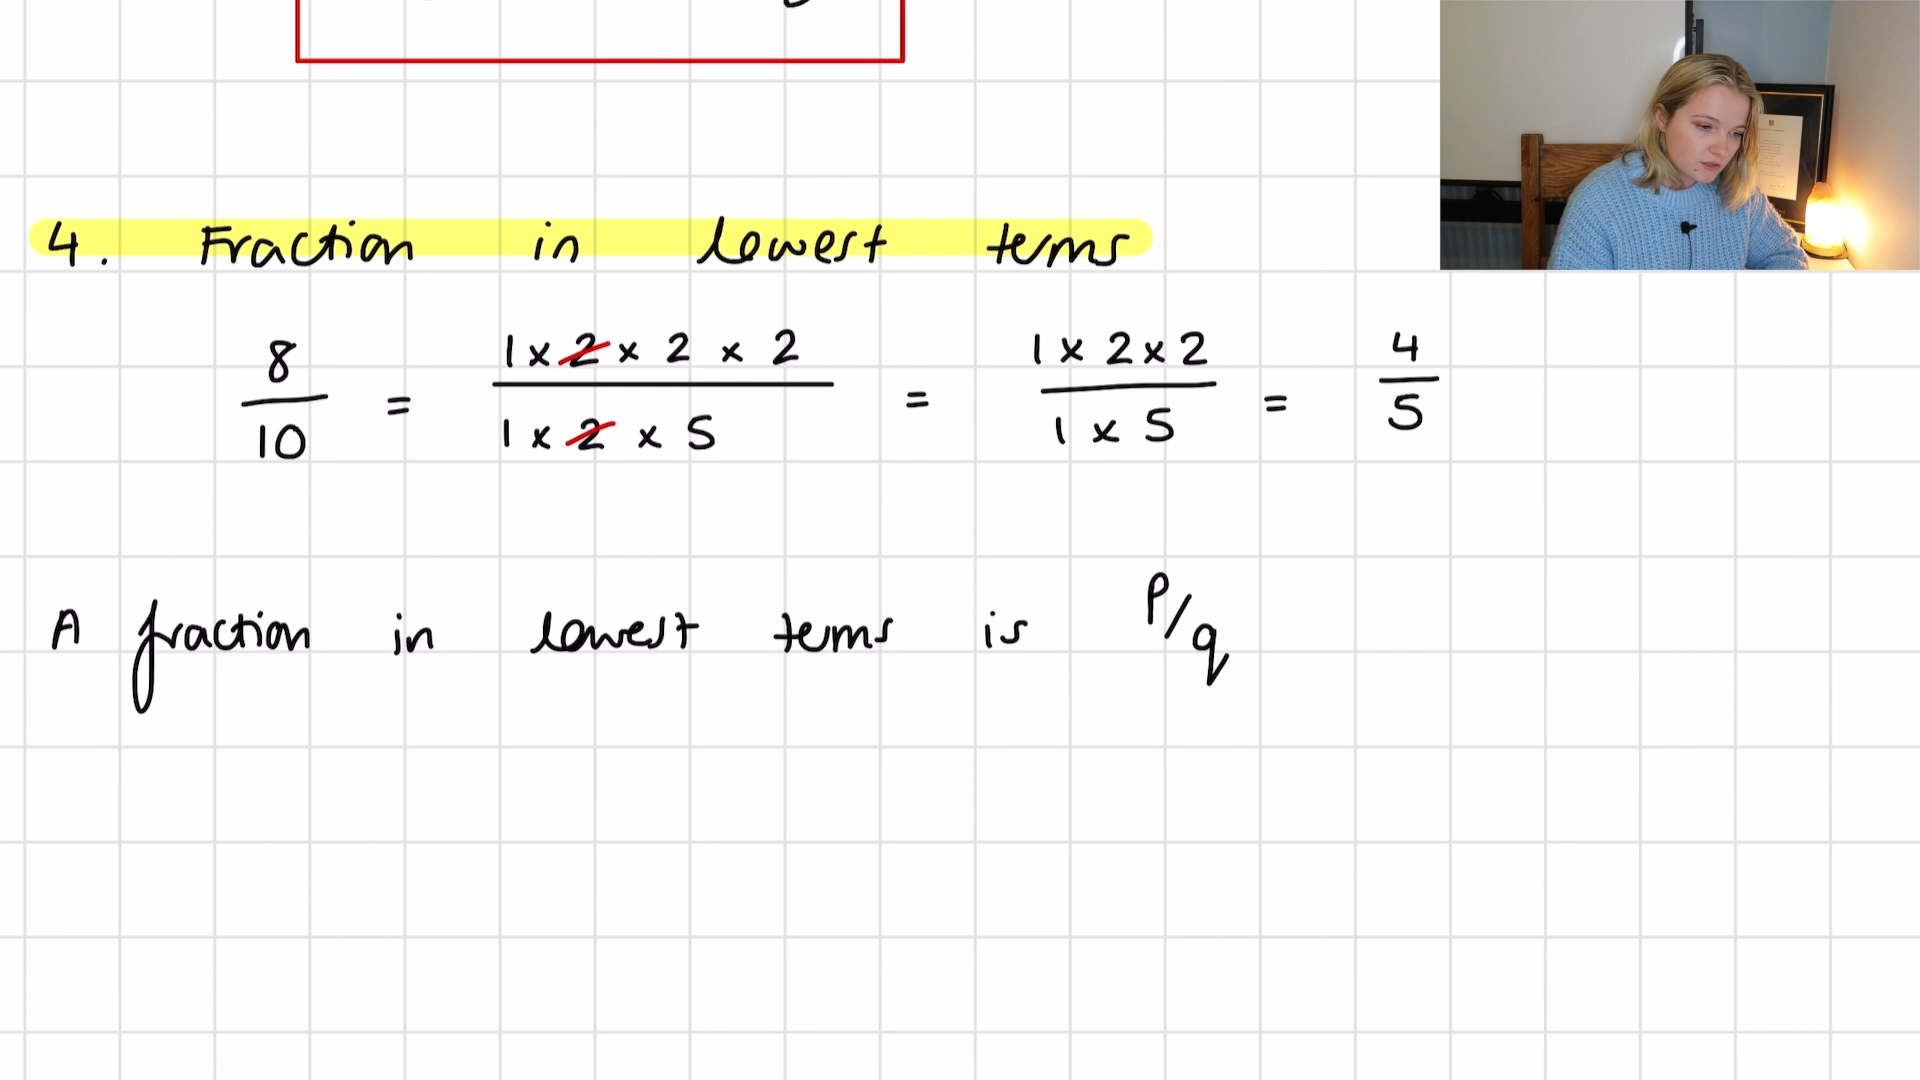 4. Fraction in lowest terms
8/10 = 1 x 2 x 2 x 2 / 1 x 2 x 5 = 1 x 2 x 2 / 1 x 5 = 4/5
A fraction in lowest terms is P/q